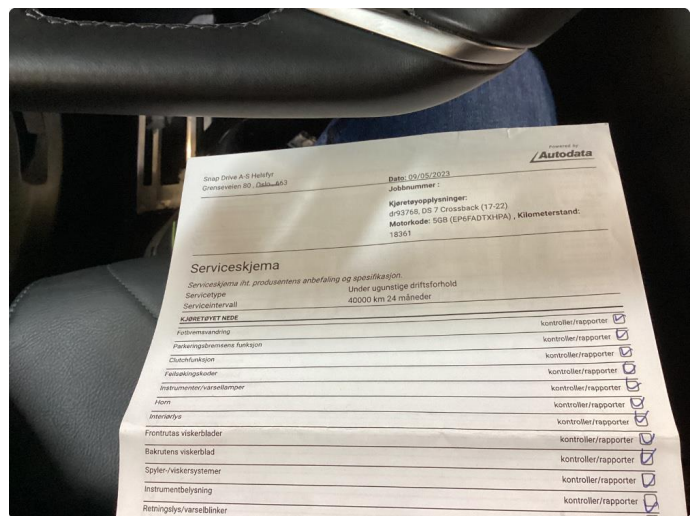 Powered by
Autodata
Snap Drive A-S Helsfyr
Grenseveien 80 , Oslo, 663
Dato: 09/05/2023
Jobbnummer :
Kjøretøyopplysninger:
dr93768, DS 7 Crossback (17-22)
Motorkode: 5GB (EP6FADTXHPA) , Kilometerstand:
18361
Serviceskjema
Serviceskjema iht. produsentens anbefaling og spesifikasjon.
Servicetype Under ugunstige driftsforhold
Serviceintervall 40000 km 24 måneder
KJØRETØYET NEDE
Fotbremsvandring kontroller/rapporter
Parkeringsbremsens funksjon kontroller/rapporter
Clutchfunksjon kontroller/rapporter
Feilsøkingskoder kontroller/rapporter
Instrumenter/varsellamper kontroller/rapporter
Horn kontroller/rapporter
Interiørlys kontroller/rapporter
Frontrutas viskerblader kontroller/rapporter
Bakrutens viskerblad kontroller/rapporter
Spyler-/viskersystemer kontroller/rapporter
Instrumentbelysning kontroller/rapporter
Retningslys/varselblinker